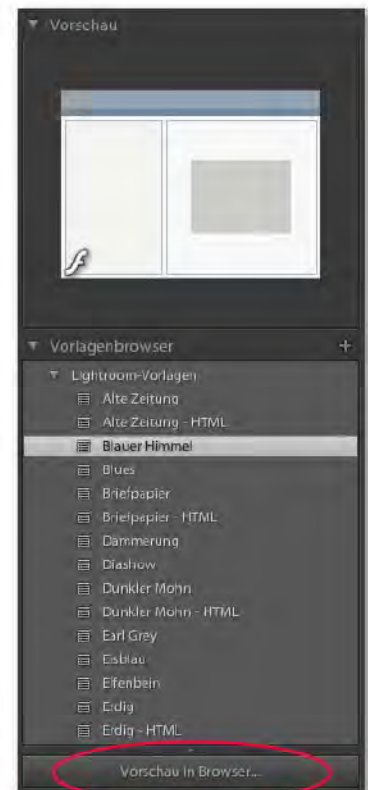 Vorschau
f
Vorlagenbrowser +
Lightroom-Vorlagen
Alte Zeitung
Alte Zeitung - HTML
Blauer Himmel
Blues
Briefpapier
Briefpapier - HTML
Dämmerung
Diashow
Dunkler Mohn
Dunkler Mohn - HTML
Earl Grey
Eisblau
Elfenbein
Erdig
Erdig - HTML
Vorschau in Browser...